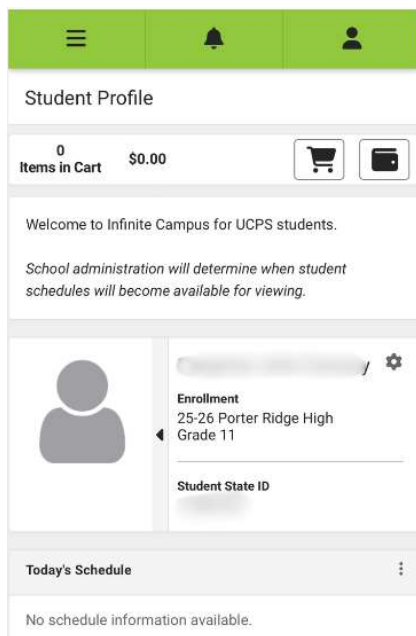 Student Profile
0
Items in Cart
$0.00
Welcome to Infinite Campus for UCPS students.
School administration will determine when student
schedules will become available for viewing.
Enrollment
25-26 Porter Ridge High
Grade 11
Student State ID
Today's Schedule
No schedule information available.